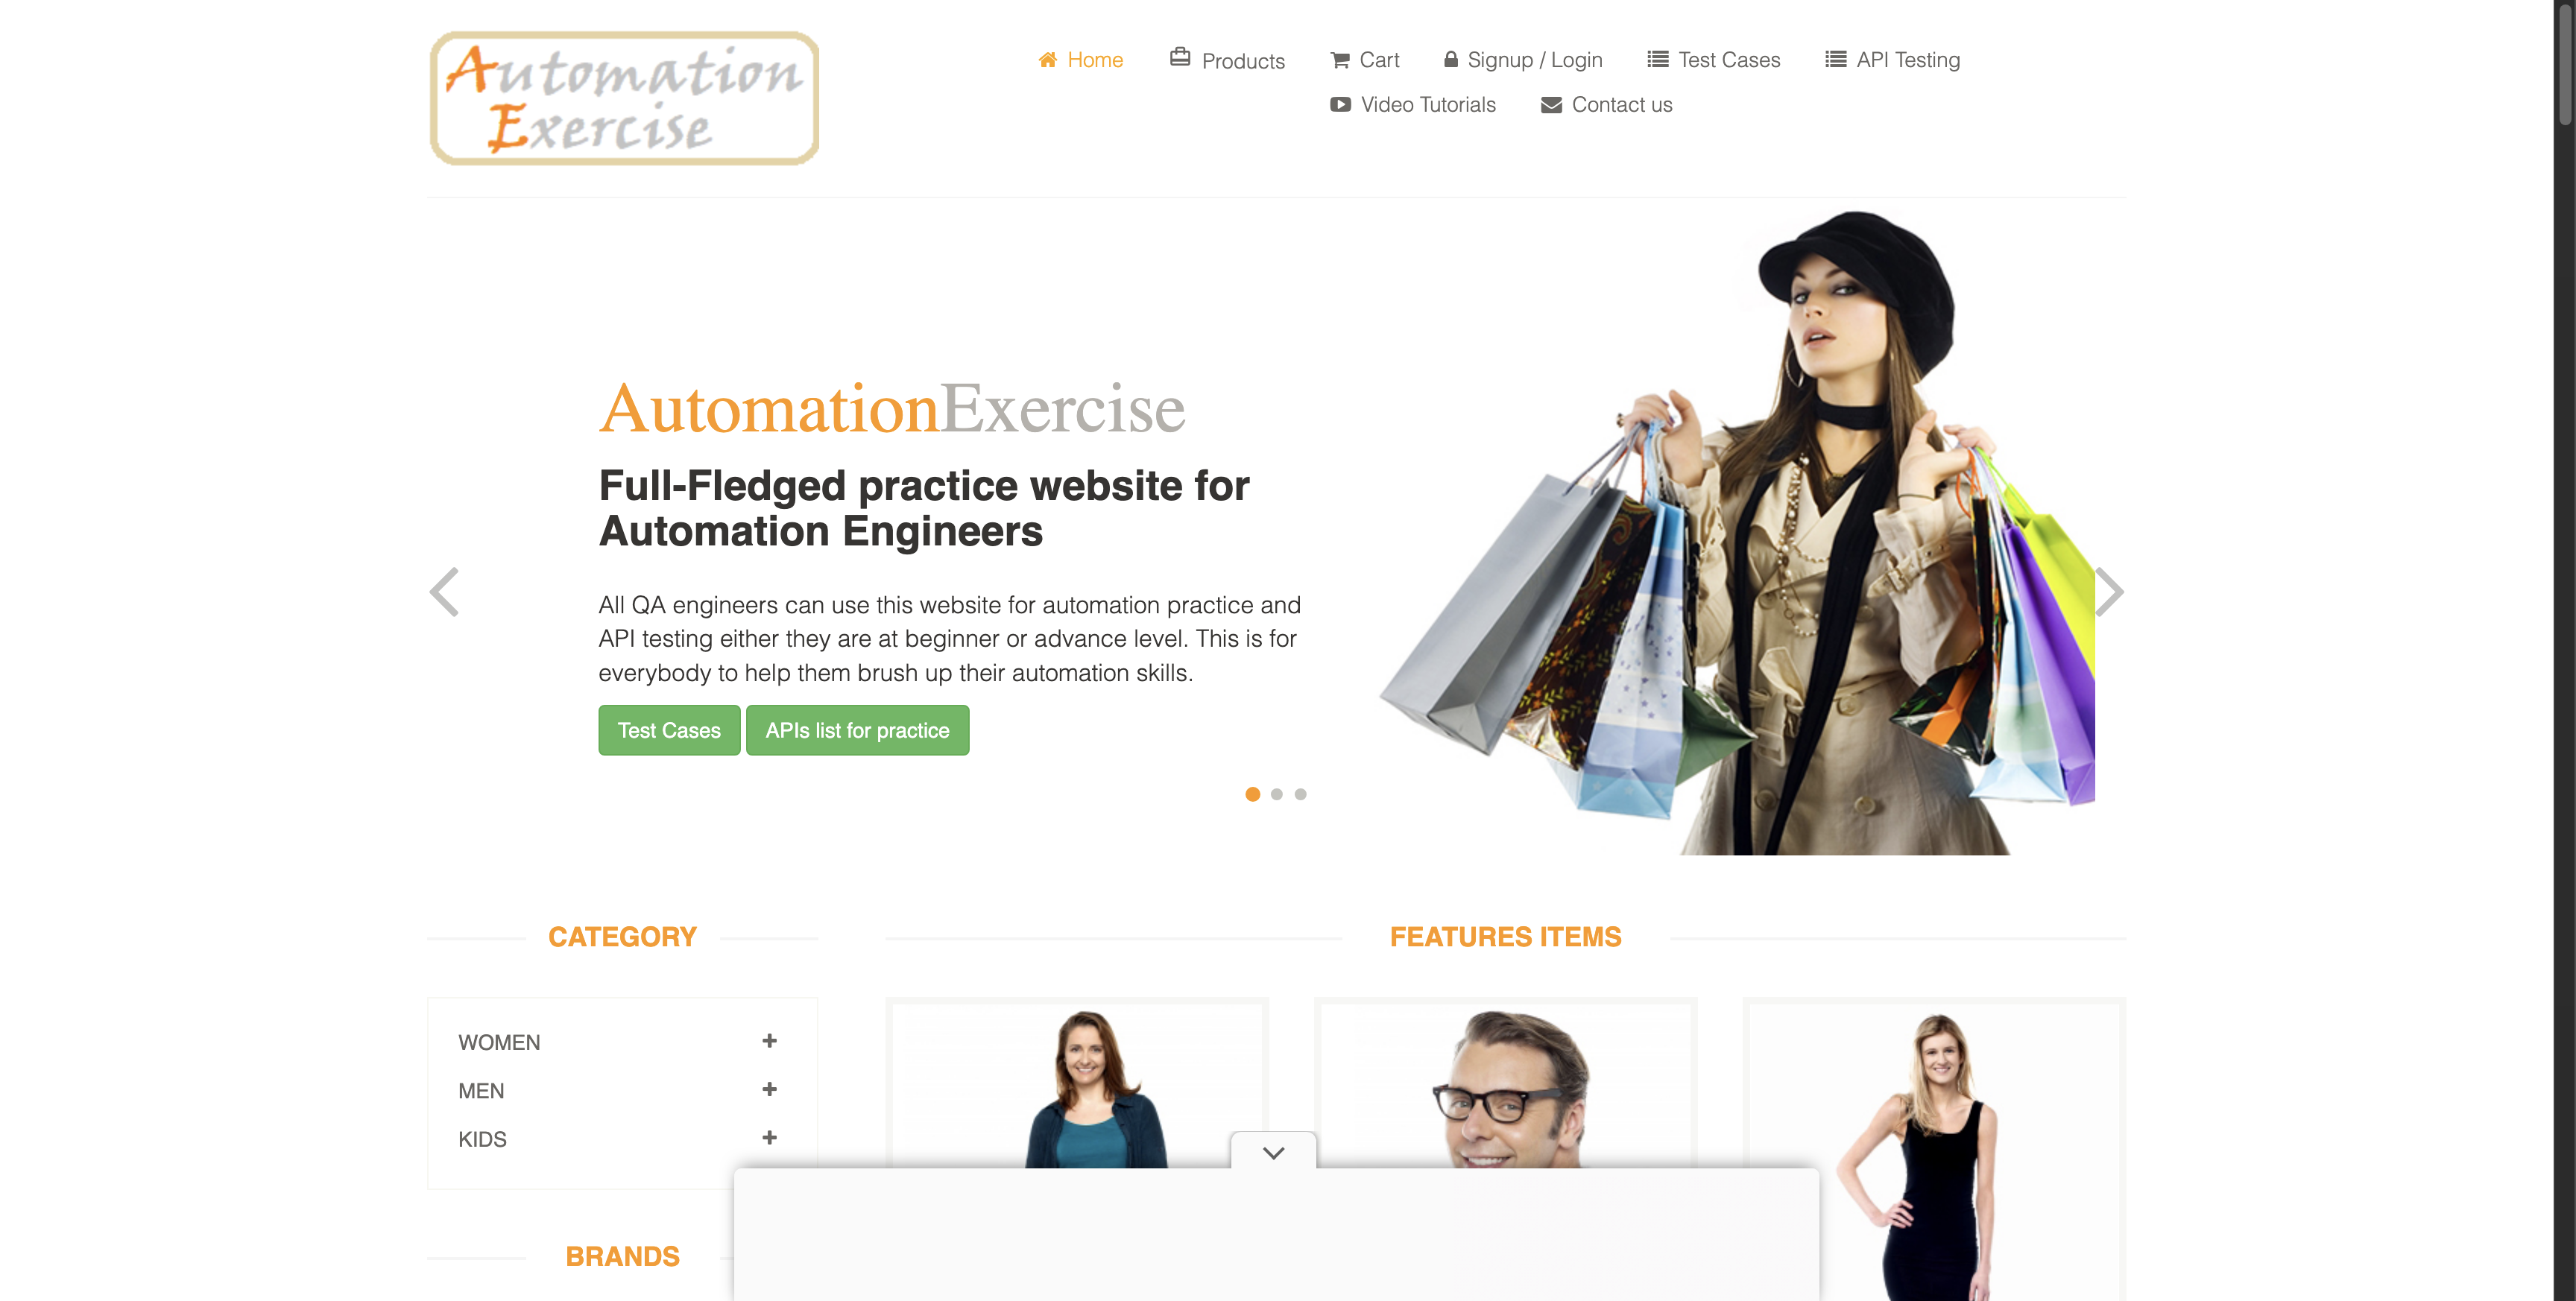 Automation
Exercise
Home Products Cart Signup / Login Test Cases API Testing
Video Tutorials Contact us
AutomationExercise
Full-Fledged practice website for
Automation Engineers
All QA engineers can use this website for automation practice and
API testing either they are at beginner or advance level. This is for
everybody to help them brush up their automation skills.
Test Cases APIs list for practice
CATEGORY
WOMEN
MEN
KIDS
BRANDS
FEATURES ITEMS